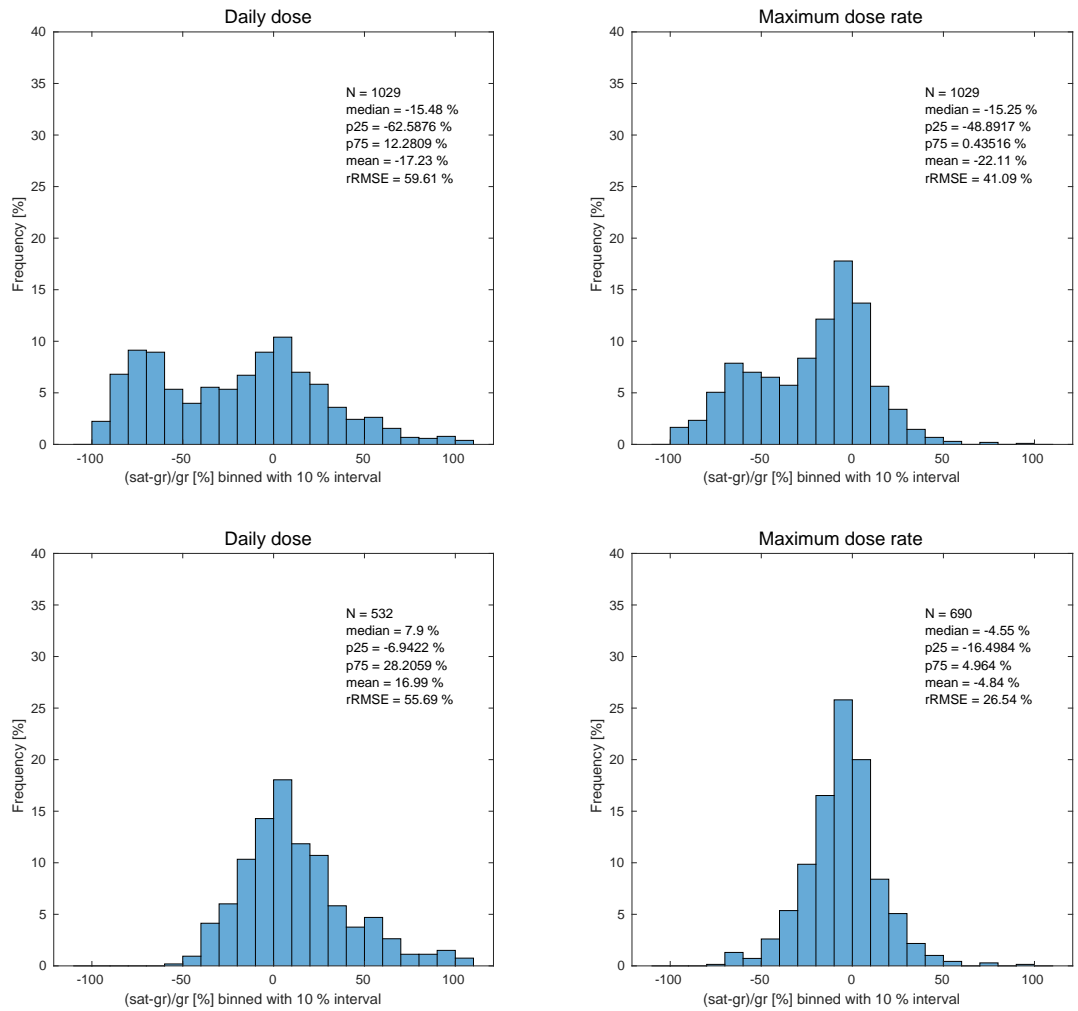 Daily dose
40
35
30
25
20
15
10
5
0
Frequency [%]
N = 1029
median = -15.48 %
p25 = -62.5876 %
p75 = 12.2809 %
mean = -17.23 %
rRMSE = 59.61 %
-100 -50 0 50 100
(sat-gr)/gr [%] binned with 10 % interval
Maximum dose rate
40
35
30
25
20
15
10
5
0
Frequency [%]
N = 1029
median = -15.25 %
p25 = -48.8917 %
p75 = 0.43516 %
mean = -22.11 %
rRMSE = 41.09 %
-100 -50 0 50 100
(sat-gr)/gr [%] binned with 10 % interval
Daily dose
40
35
30
25
20
15
10
5
0
Frequency [%]
N = 532
median = 7.9 %
p25 = -6.9422 %
p75 = 28.2059 %
mean = 16.99 %
rRMSE = 55.69 %
-100 -50 0 50 100
(sat-gr)/gr [%] binned with 10 % interval
Maximum dose rate
40
35
30
25
20
15
10
5
0
Frequency [%]
N = 690
median = -4.55 %
p25 = -16.4984 %
p75 = 4.964 %
mean = -4.84 %
rRMSE = 26.54 %
-100 -50 0 50 100
(sat-gr)/gr [%] binned with 10 % interval